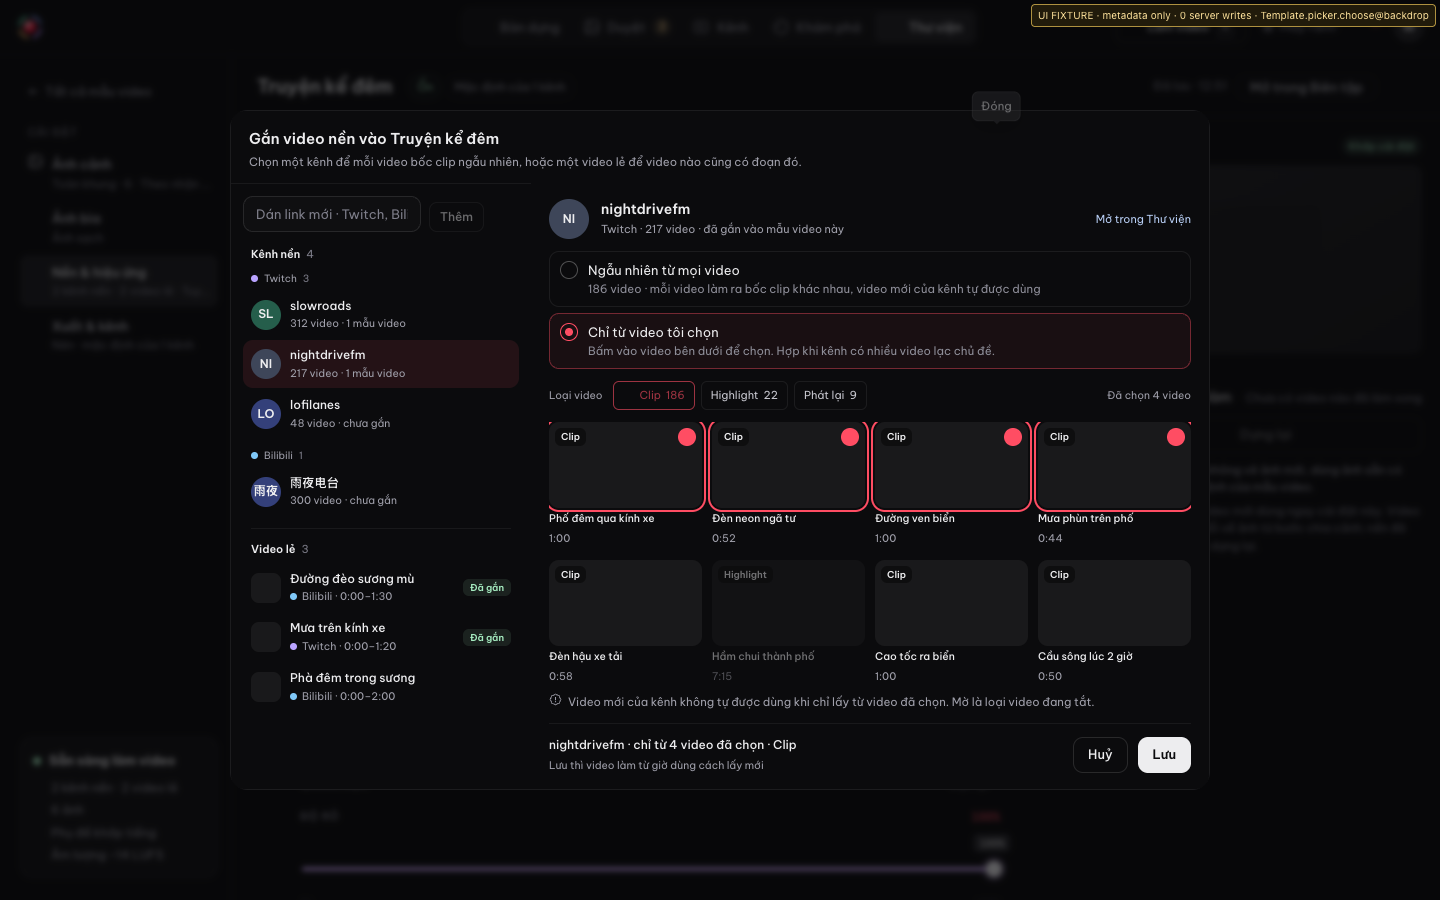 UI FIXTURE · metadata only · 0 server writes · Template.picker.choose@backdrop
Truyện kể đêm
Đóng
Gắn video nền vào Truyện kể đêm
Chọn một kênh để mỗi video bốc clip ngẫu nhiên, hoặc một video lẻ để video nào cũng có đoạn đó.
Dán link mới · Twitch, Bil
Thêm
Kênh nền 4
Twitch 3
SL
slowroads
312 video · 1 mẫu video
NI
nightdrivefm
217 video · 1 mẫu video
LO
lofilanes
48 video · chưa gắn
Bilibili 1
雨夜
雨夜电台
300 video · chưa gắn
Video lẻ 3
Đường đèo sương mù
Bilibili · 0:00–1:30
Đã gắn
Mưa trên kính xe
Twitch · 0:00–1:20
Đã gắn
Phà đêm trong sương
Bilibili · 0:00–2:00
NI
nightdrivefm
Twitch · 217 video · đã gắn vào mẫu video này
Mở trong Thư viện
Ngẫu nhiên từ mọi video
186 video · mỗi video làm ra bốc clip khác nhau, video mới của kênh tự được dùng
Chỉ từ video tôi chọn
Bấm vào video bên dưới để chọn. Hợp khi kênh có nhiều video lạc chủ đề.
Loại video
Clip 186
Highlight 22
Phát lại 9
Đã chọn 4 video
Clip
Clip
Clip
Clip
Phố đêm qua kính xe
Đèn neon ngã tư
Đường ven biển
Mưa phùn trên phố
1:00
0:52
1:00
0:44
Clip
Highlight
Clip
Clip
Đèn hậu xe tải
Hầm chui thành phố
Cao tốc ra biển
Cầu sông lúc 2 giờ
0:58
7:15
1:00
0:50
Video mới của kênh không tự được dùng khi chỉ lấy từ video đã chọn. Mờ là loại video đang tắt.
nightdrivefm · chỉ từ 4 video đã chọn · Clip
Lưu thì video làm từ giờ dùng cách lấy mới
Huỷ
Lưu